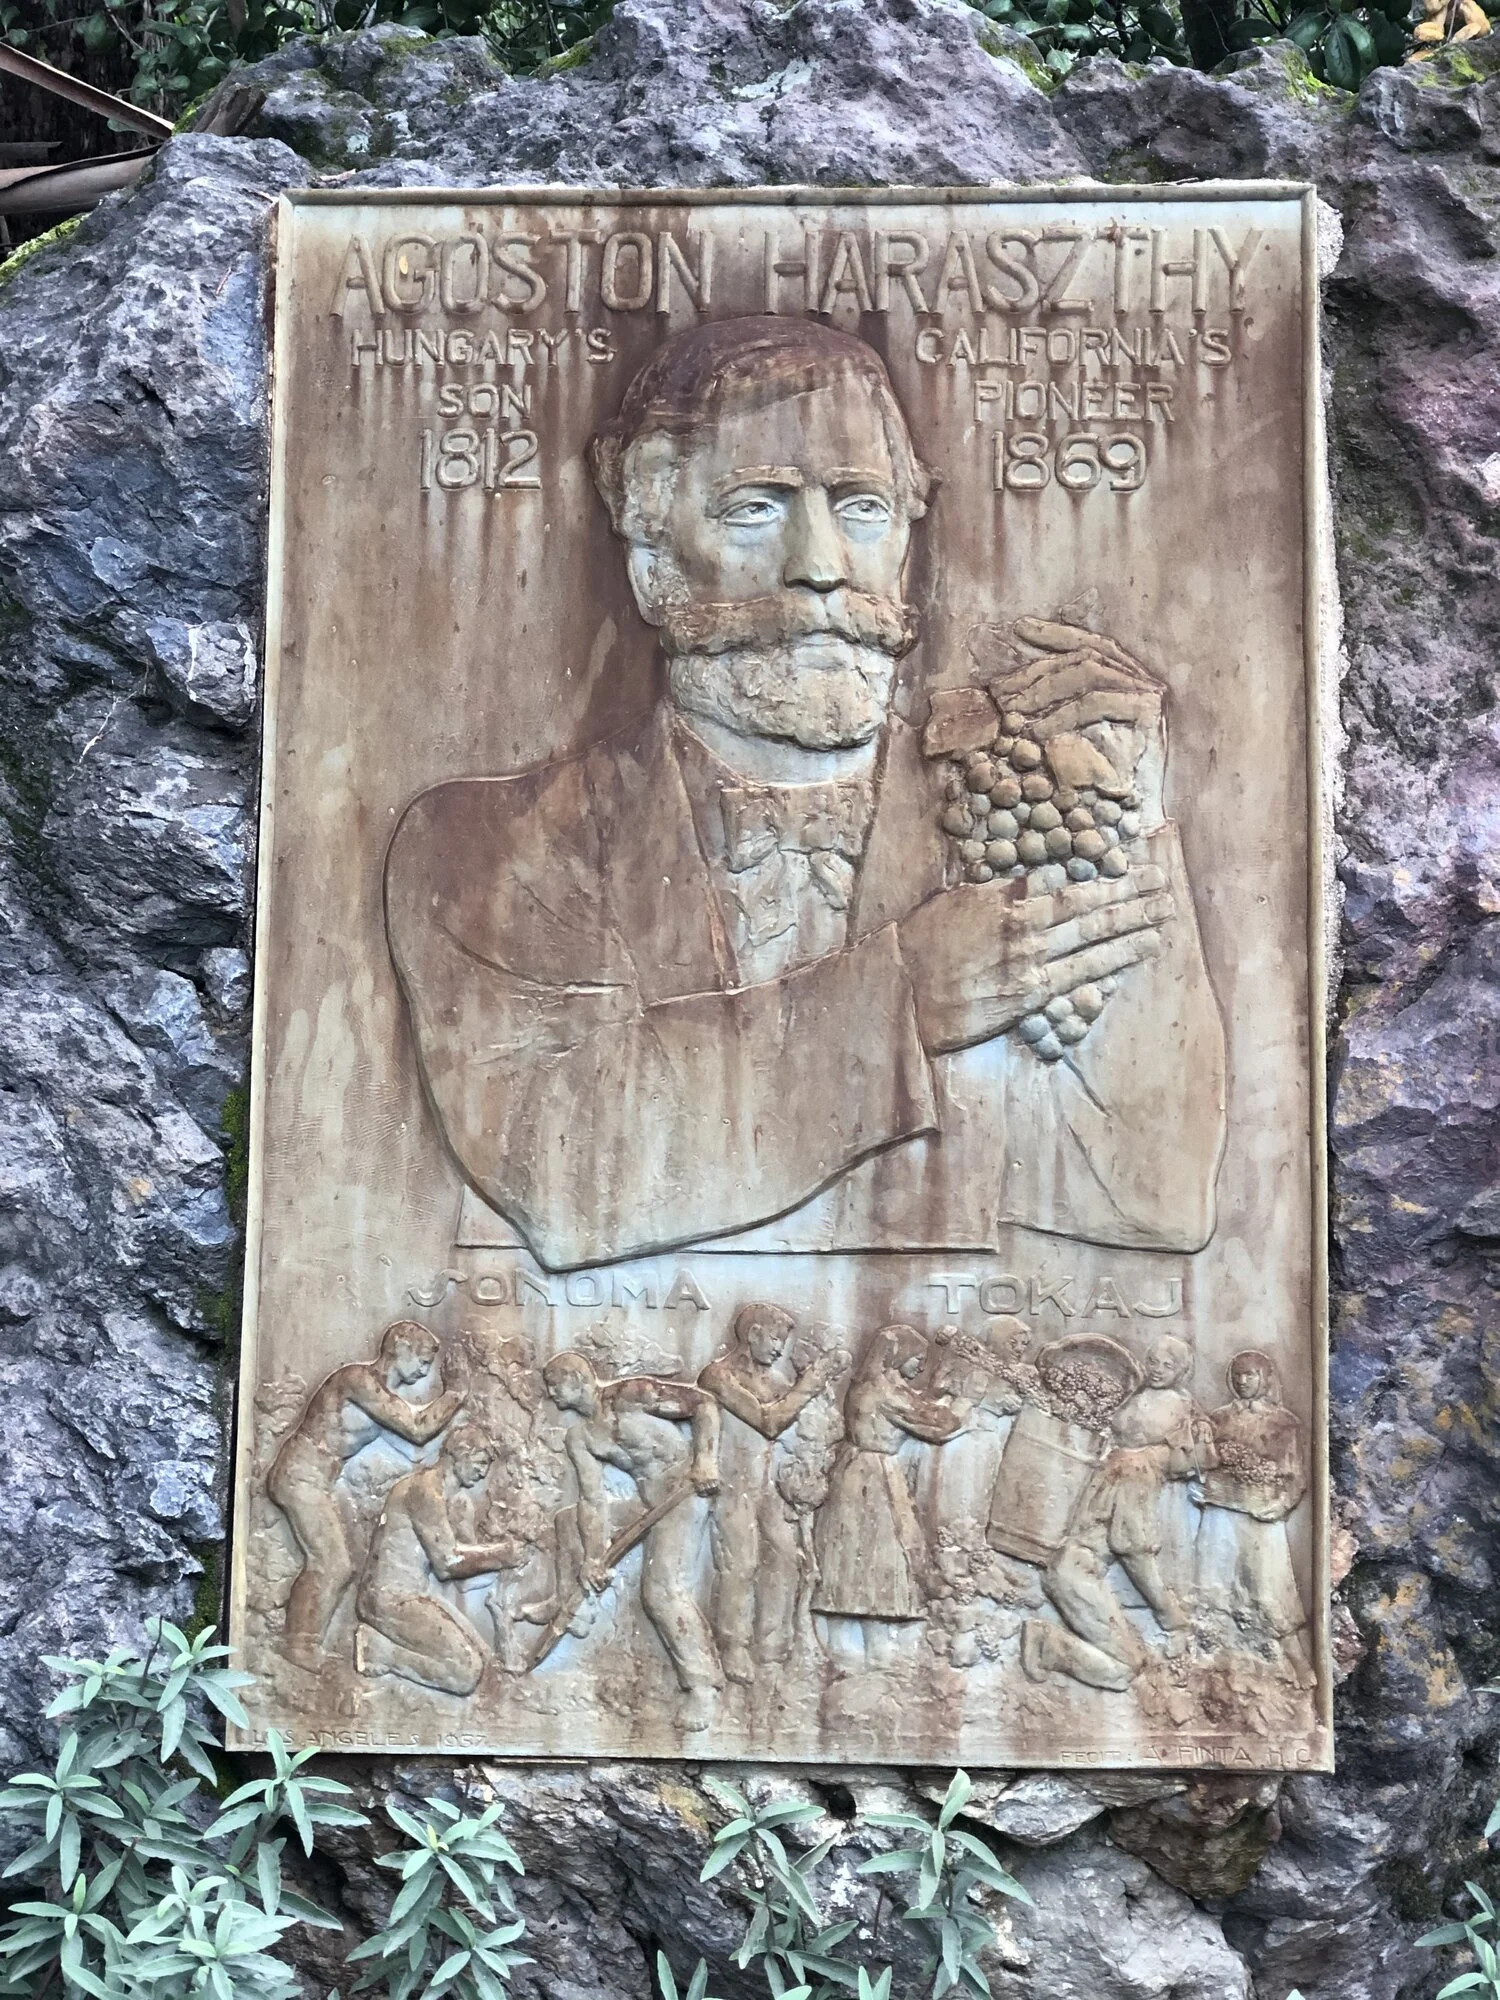 AGOSTON HARASZTHY
HUNGARY'S
SON
1812
CALIFORNIA'S
PIONEER
1869
SONOMA
TOKAJ
LOS ANGELES 1967
FECIT: A. FINTA H.C.